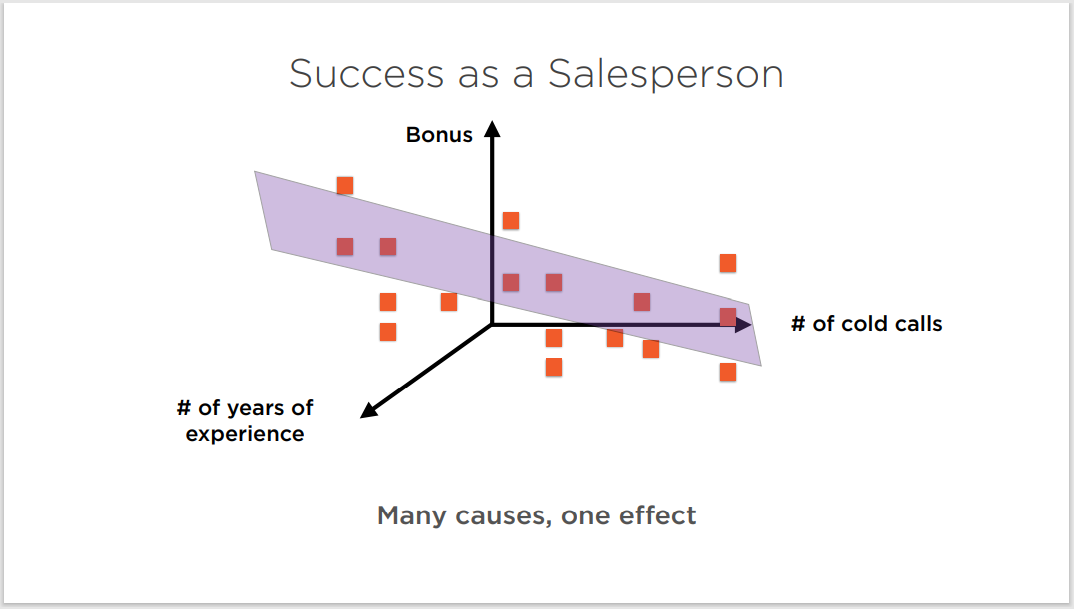 Success as a Salesperson
Bonus
# of cold calls
# of years of
experience
Many causes, one effect